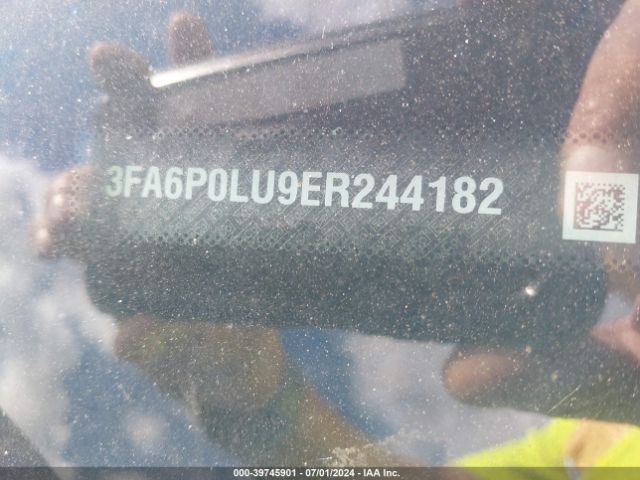 3FA6P0LU9ER244182
000-39745901 - 07/01/2024 - IAA Inc.